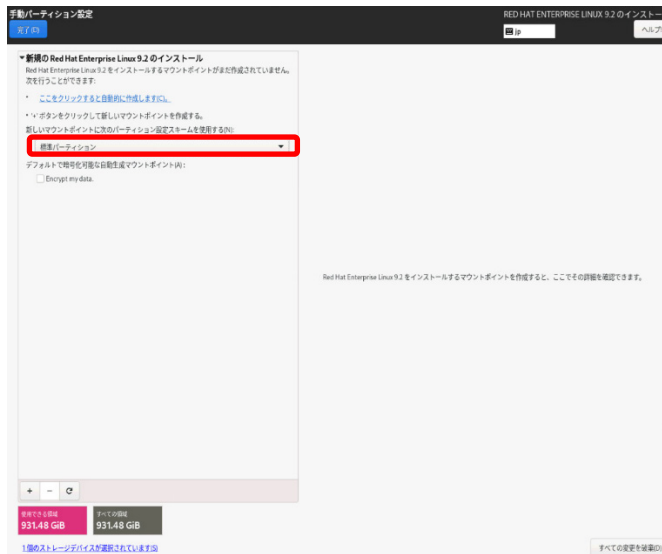 手動パーティション設定
RED HAT ENTERPRISE LINUX 9.2 のインストー
完了(D)
jp
ヘルプ
新規の Red Hat Enterprise Linux 9.2 のインストール
Red Hat Enterprise Linux 9.2 をインストールするマウントポイントがまだ作成されていません。
次を行うことができます:
・ ここをクリックすると自動的に作成します(C)。
・ '+' ボタンをクリックして新しいマウントポイントを作成する。
新しいマウントポイントに次のパーティション設定スキームを使用する(N):
標準パーティション
デフォルトで暗号化可能な自動生成マウントポイント(A):
Encrypt my data.
Red Hat Enterprise Linux 9.2 をインストールするマウントポイントを作成すると、ここでその詳細を確認できます。
+ −
使用できる領域
931.48 GiB
すべての領域
931.48 GiB
1 個のストレージデバイスが選択されています(S)
すべての変更を破棄(D)